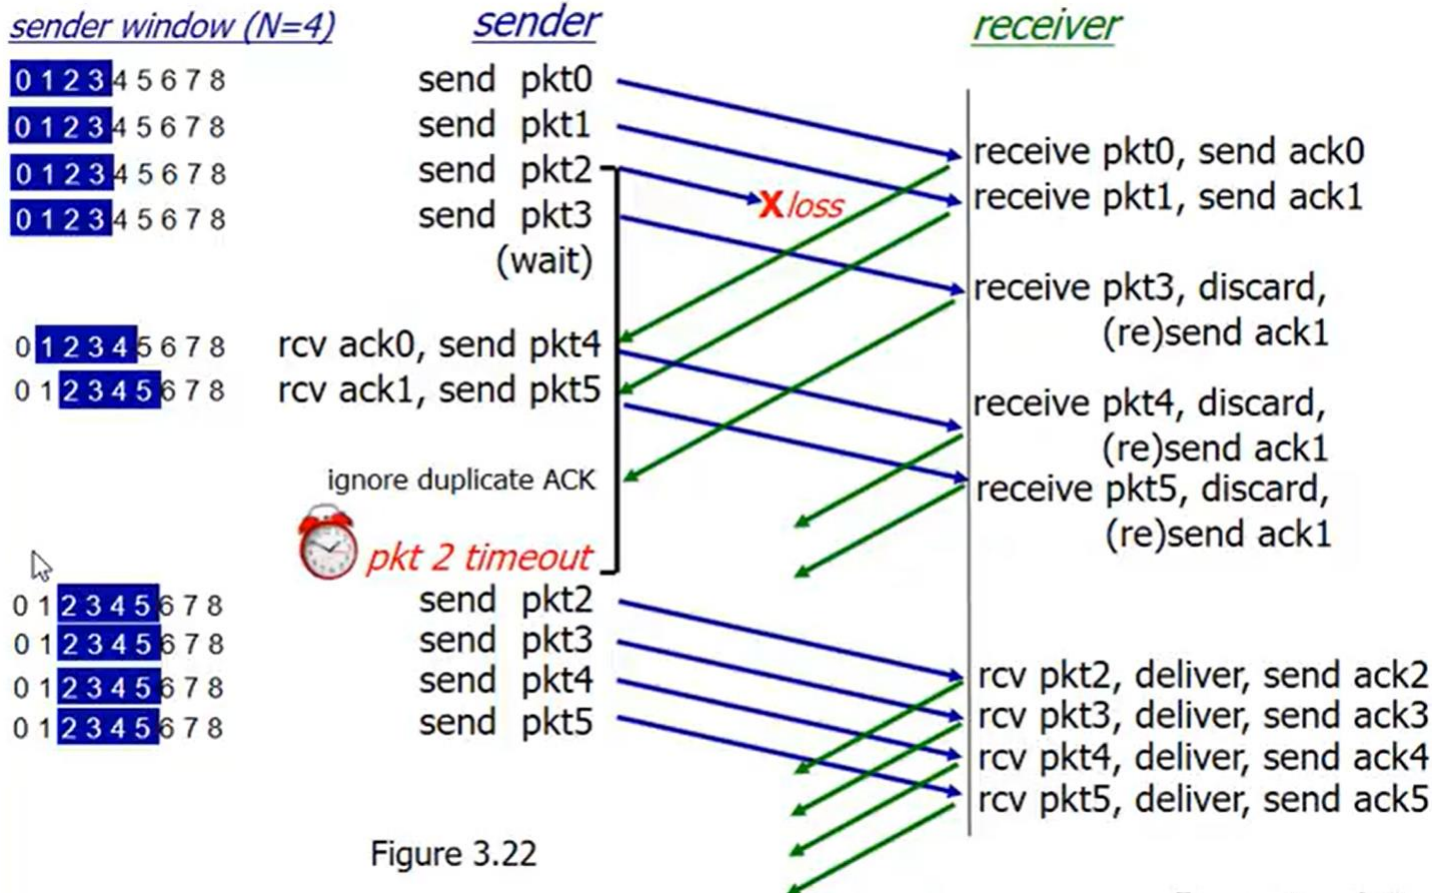 sender window (N=4)
sender
receiver
0 1 2 3 4 5 6 7 8
send pkt0
0 1 2 3 4 5 6 7 8
send pkt1
receive pkt0, send ack0
0 1 2 3 4 5 6 7 8
send pkt2
receive pkt1, send ack1
X loss
0 1 2 3 4 5 6 7 8
send pkt3
(wait)
receive pkt3, discard,
(re)send ack1
0 1 2 3 4 5 6 7 8
rcv ack0, send pkt4
0 1 2 3 4 5 6 7 8
rcv ack1, send pkt5
receive pkt4, discard,
(re)send ack1
ignore duplicate ACK
receive pkt5, discard,
(re)send ack1
pkt 2 timeout
0 1 2 3 4 5 6 7 8
send pkt2
0 1 2 3 4 5 6 7 8
send pkt3
0 1 2 3 4 5 6 7 8
send pkt4
0 1 2 3 4 5 6 7 8
send pkt5
rcv pkt2, deliver, send ack2
rcv pkt3, deliver, send ack3
rcv pkt4, deliver, send ack4
rcv pkt5, deliver, send ack5
Figure 3.22